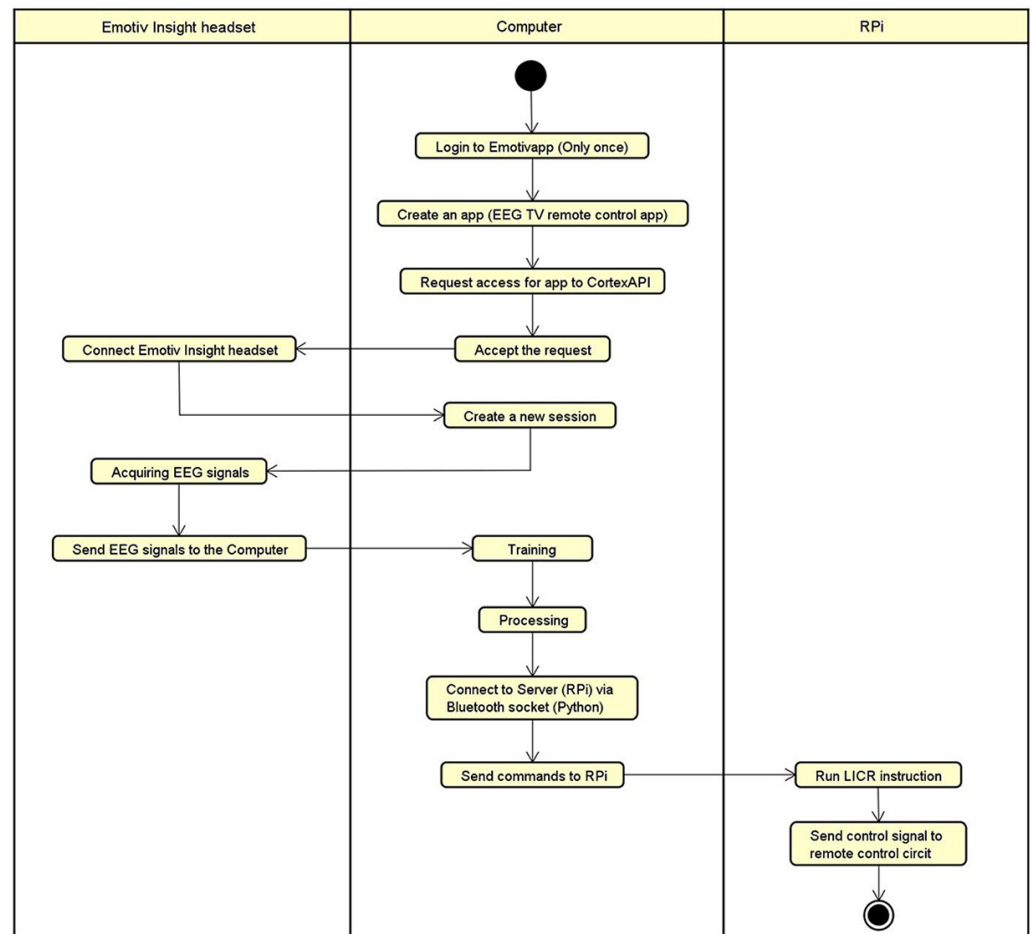 Emotiv Insight headset
Computer
RPi
Login to Emotivapp (Only once)
Create an app (EEG TV remote control app)
Request access for app to CortexAPI
Connect Emotiv Insight headset
Accept the request
Create a new session
Acquiring EEG signals
Send EEG signals to the Computer
Training
Processing
Connect to Server (RPi) via
Bluetooth socket (Python)
Send commands to RPi
Run LICR instruction
Send control signal to
remote control circit